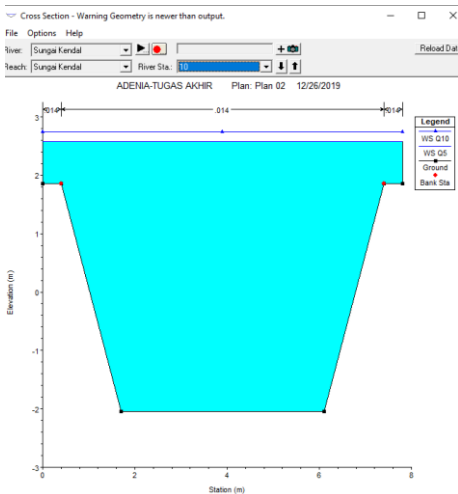 Cross Section - Warning Geometry is newer than output.
File Options Help
River: Sungai Kendal
Reload Dat
Reach: Sungai Kendal River Sta.: 10
ADENIA-TUGAS AKHIR Plan: Plan 02 12/26/2019
.014 .014 .014
Legend
WS Q10
WS Q5
Ground
Bank Sta
3
2
1
0
-1
-2
-3
Elevation (m)
0 2 4 6 8
Station (m)